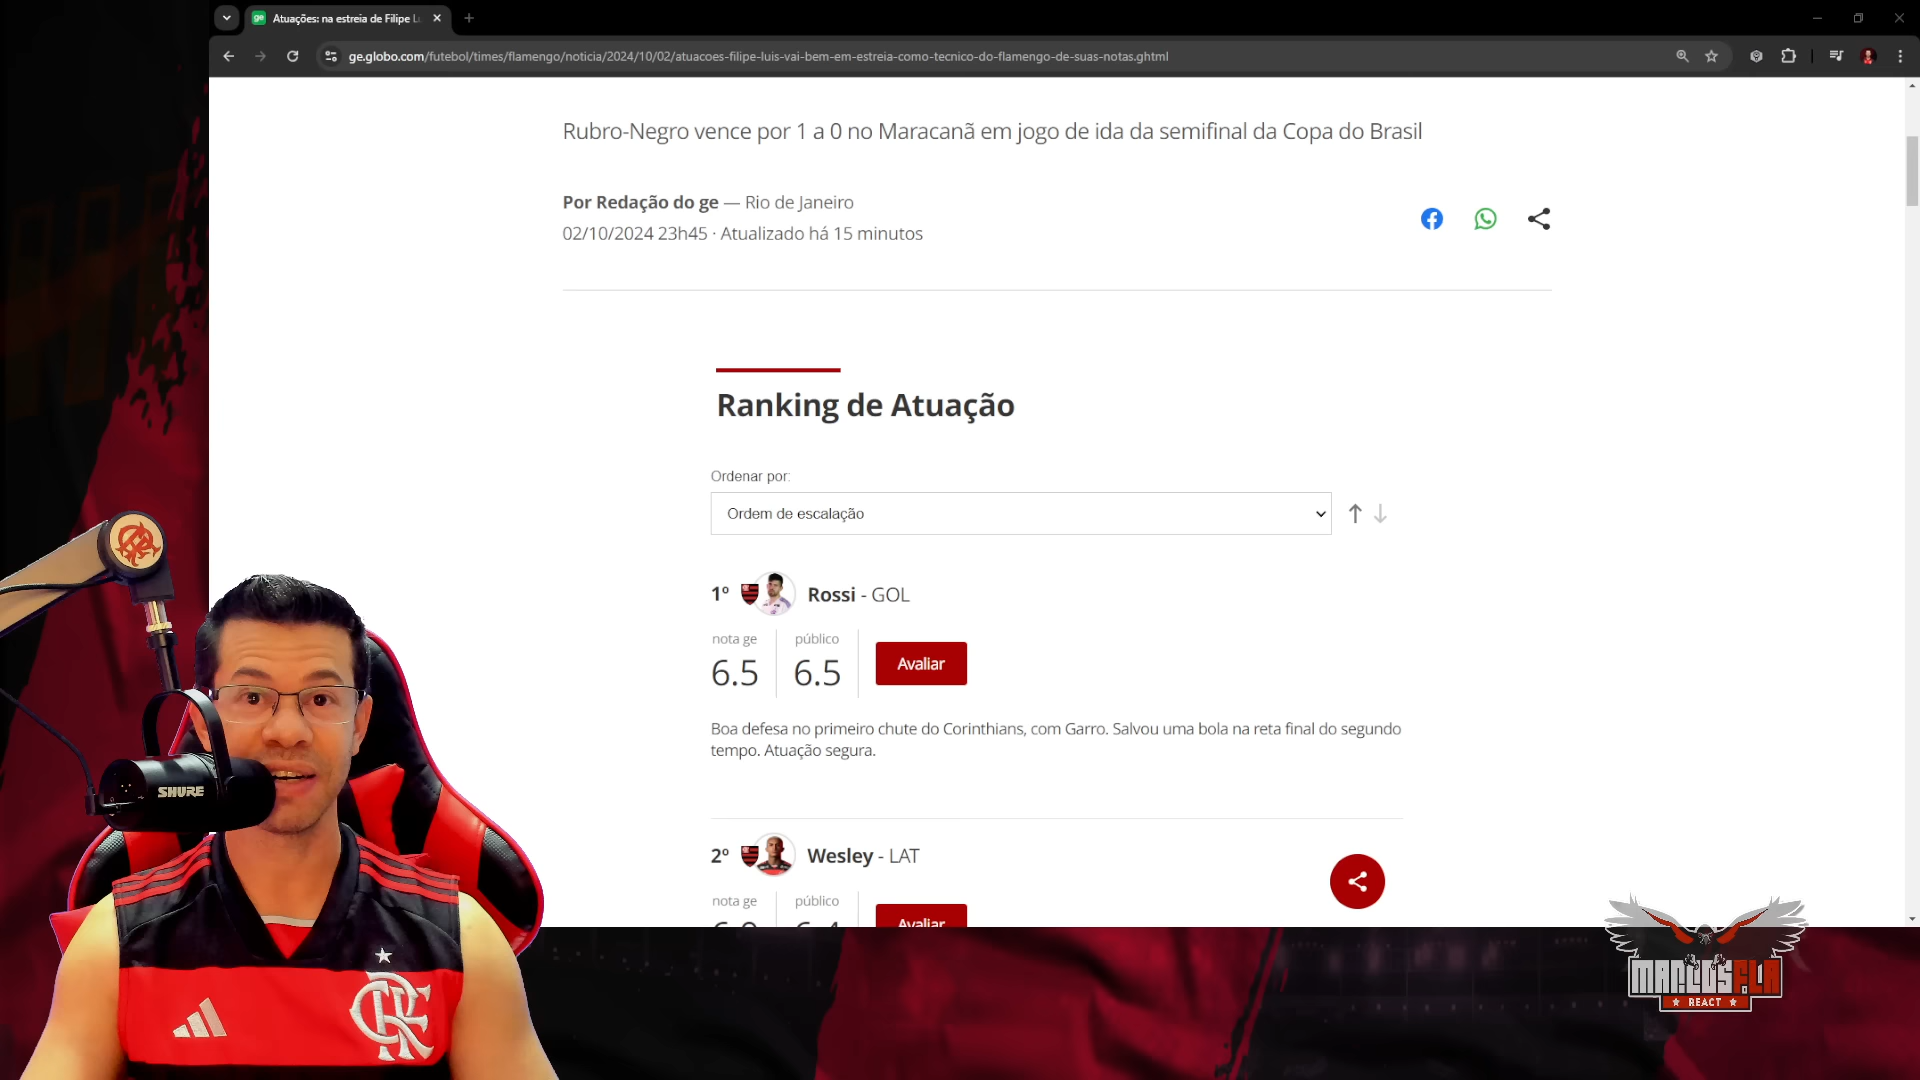 Atuações: na estreia de Filipe L
ge.globo.com/futebol/times/flamengo/noticia/2024/10/02/atuacoes-filipe-luis-vai-bem-em-estreia-como-tecnico-do-flamengo-de-suas-notas.ghtml
Rubro-Negro vence por 1 a 0 no Maracanã em jogo de ida da semifinal da Copa do Brasil
Por Redação do ge — Rio de Janeiro
02/10/2024 23h45 · Atualizado há 15 minutos
Ranking de Atuação
Ordenar por:
Ordem de escalação
1º Rossi - GOL
nota ge público
6.5 6.5 Avaliar
Boa defesa no primeiro chute do Corinthians, com Garro. Salvou uma bola na reta final do segundo
tempo. Atuação segura.
2º Wesley - LAT
nota ge público
Avaliar
SHURE
MARCUSFLA
REACT